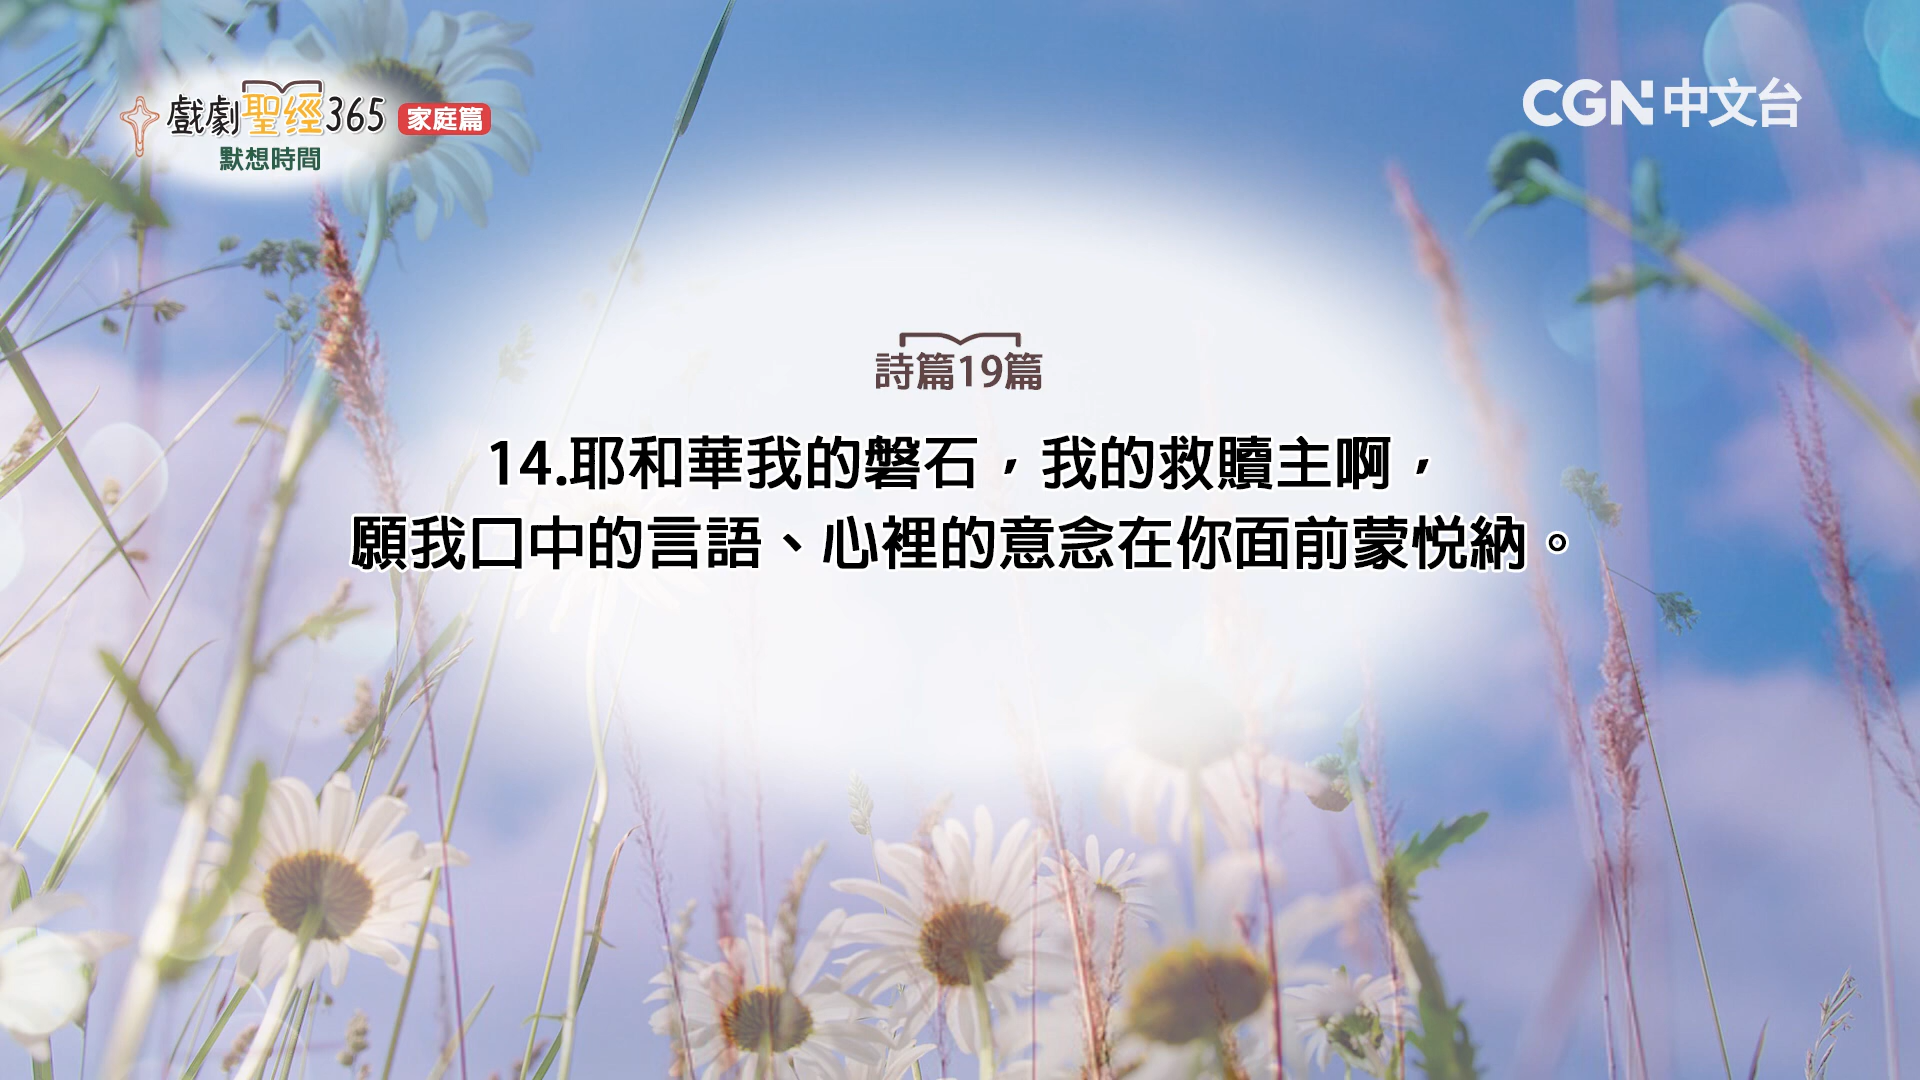 戲劇聖經365 家庭篇
默想時間
CGN中文台
詩篇19篇
14.耶和華我的磐石，我的救贖主啊，
願我口中的言語、心裡的意念在你面前蒙悦納。